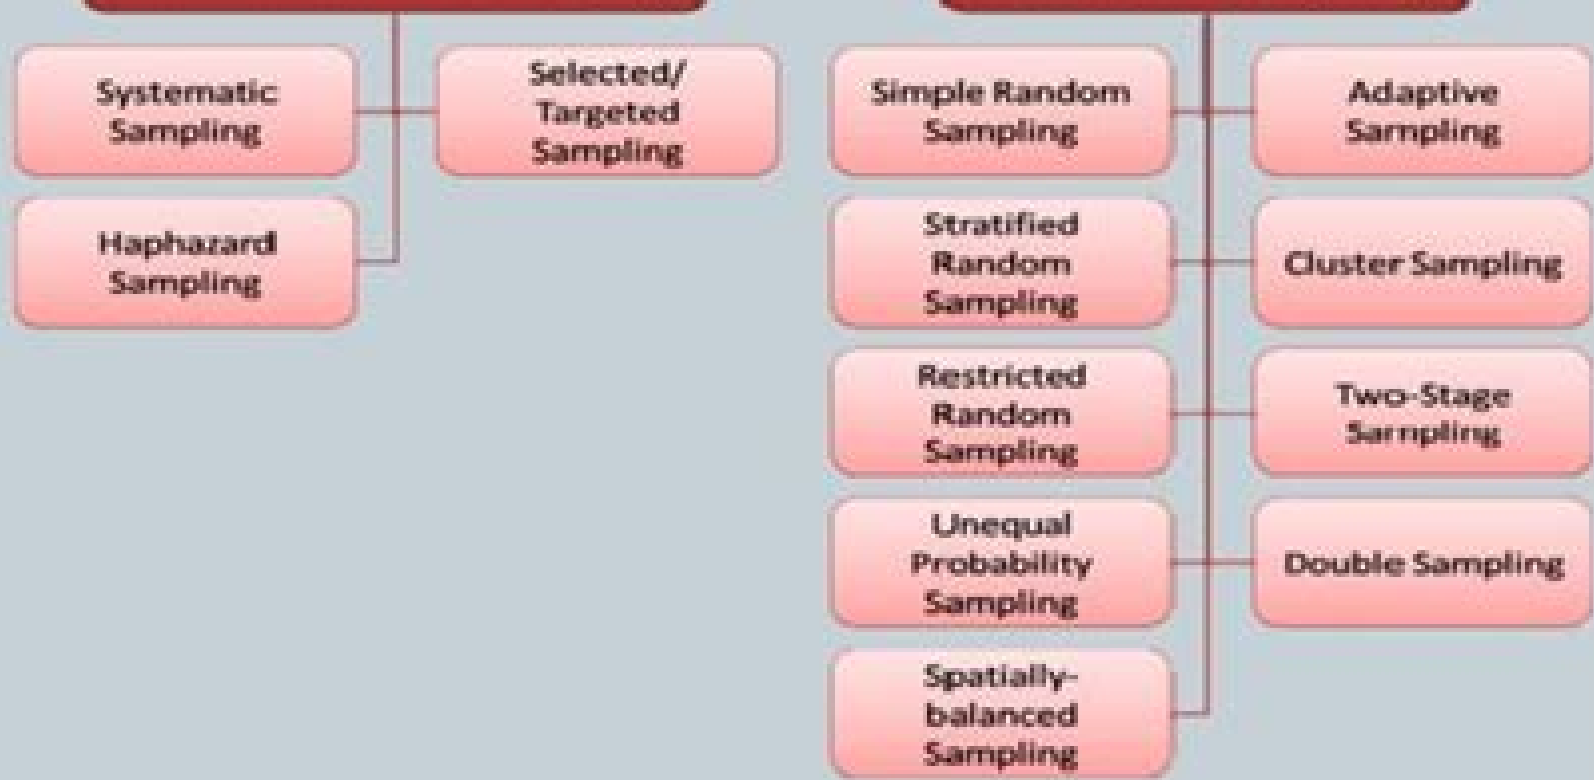 Systematic
Sampling
Selected/
Targeted
Sampling
Haphazard
Sampling
Simple Random
Sampling
Adaptive
Sampling
Stratified
Random
Sampling
Cluster Sampling
Restricted
Random
Sampling
Two-Stage
Sampling
Unequal
Probability
Sampling
Double Sampling
Spatially-
balanced
Sampling